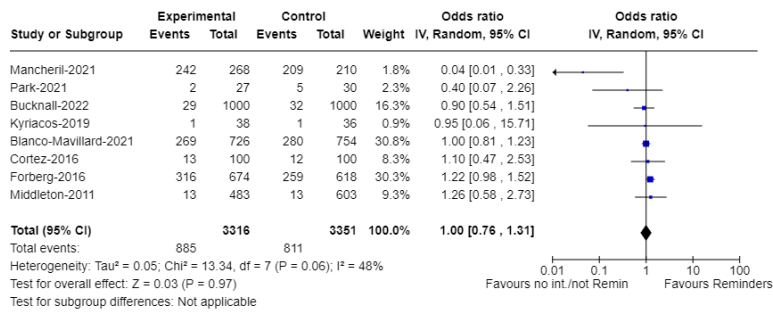 Experimental Control Odds ratio Odds ratio
Study or Subgroup Events Total Events Total Weight IV, Random, 95% CI IV, Random, 95% CI
Mancheril-2021 242 268 209 210 1.8% 0.04 [0.01 , 0.33]
Park-2021 2 27 5 30 2.3% 0.40 [0.07 , 2.26]
Bucknall-2022 29 1000 32 1000 16.3% 0.90 [0.54 , 1.51]
Kyriacos-2019 1 38 1 36 0.9% 0.95 [0.06 , 15.71]
Blanco-Mavillard-2021 269 726 280 754 30.8% 1.00 [0.81 , 1.23]
Cortez-2016 13 100 12 100 8.3% 1.10 [0.47 , 2.53]
Forberg-2016 316 674 259 618 30.3% 1.22 [0.98 , 1.52]
Middleton-2011 13 483 13 603 9.3% 1.26 [0.58 , 2.73]
Total (95% CI) 3316 3351 100.0% 1.00 [0.76 , 1.31]
Total events: 885 811
Heterogeneity: Tau² = 0.05; Chi² = 13.34, df = 7 (P = 0.06); I² = 48%
0.01 0.1 1 10 100
Test for overall effect: Z = 0.03 (P = 0.97) Favours no int./not Remin Favours Reminders
Test for subgroup differences: Not applicable